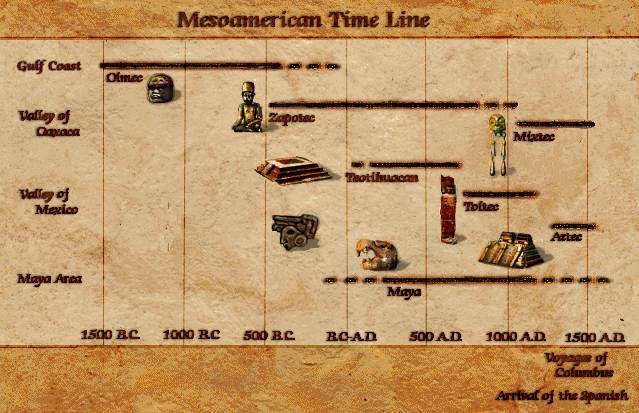 Mesoamerican Time Line
Gulf Coast
Olmec
Valley of
Oaxaca
Zapotec
Mixtec
Teotihuacan
Valley of
Mexico
Toltec
Aztec
Maya Area
Maya
1500 B.C. 1000 B.C 500 B.C. B.C-A.D. 500 A.D. 1000 A.D. 1500 A.D.
Voyages of
Columbus
Arrival of the Spanish